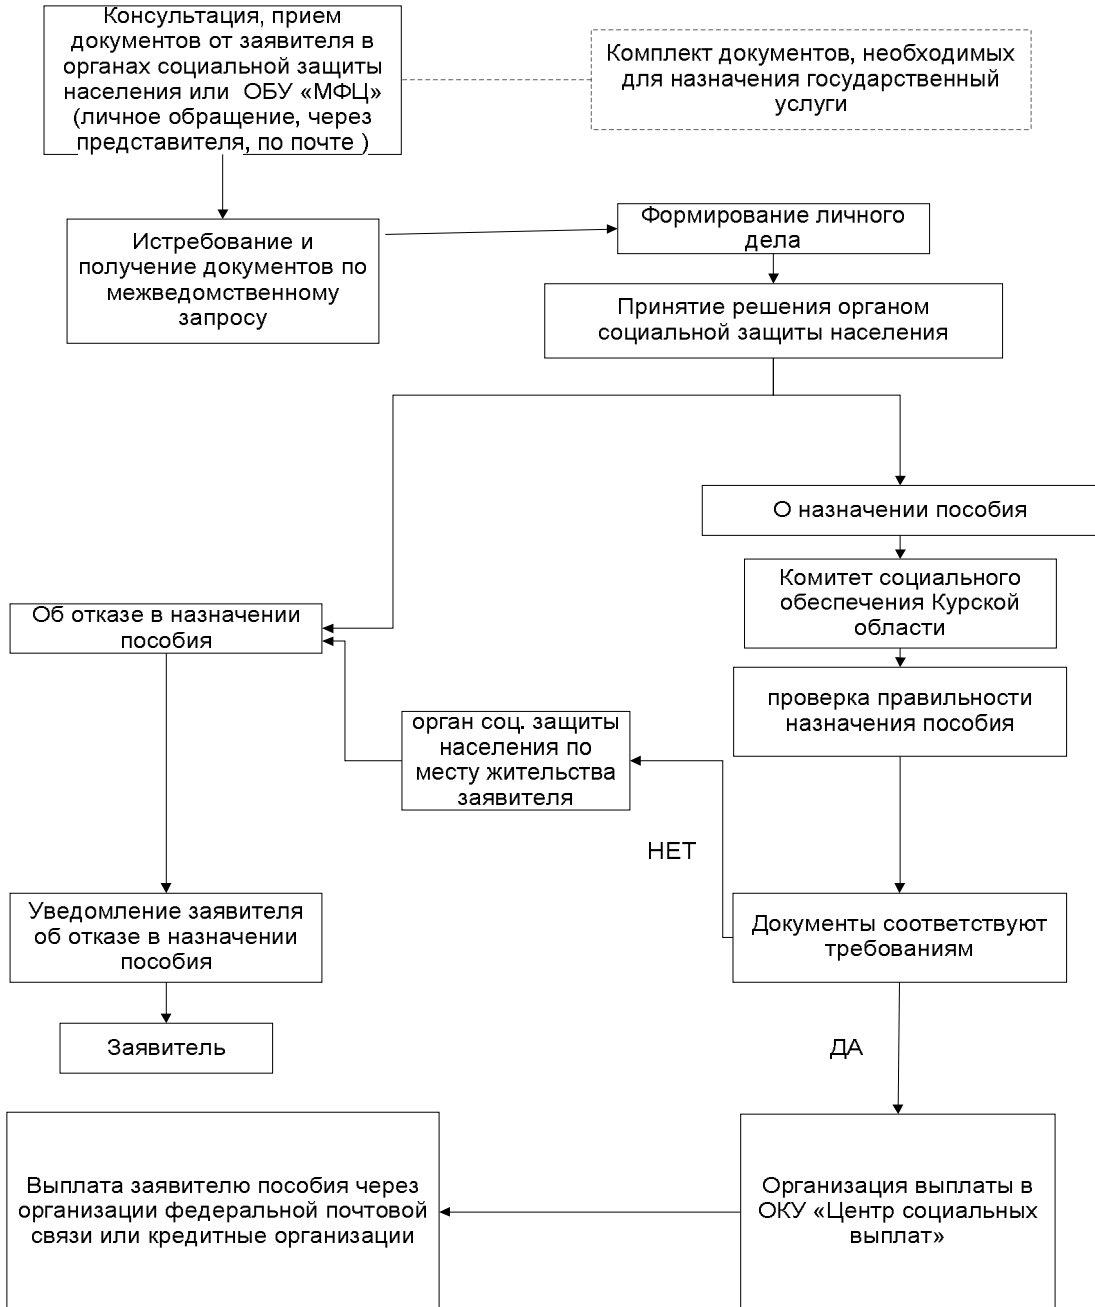 Консультация, прием
документов от заявителя в
органах социальной защиты
населения или ОБУ «МФЦ»
(личное обращение, через
представителя, по почте )
Комплект документов, необходимых
для назначения государственный
услуги
Истребование и
получение документов по
межведомственному
запросу
Формирование личного
дела
Принятие решения органом
социальной защиты населения
О назначении пособия
Комитет социального
обеспечения Курской
области
Об отказе в назначении
пособия
проверка правильности
назначения пособия
орган соц. защиты
населения по
месту жительства
заявителя
НЕТ
Уведомление заявителя
об отказе в назначении
пособия
Документы соответствуют
требованиям
Заявитель
ДА
Выплата заявителю пособия через
организации федеральной почтовой
связи или кредитные организации
Организация выплаты в
ОКУ «Центр социальных
выплат»